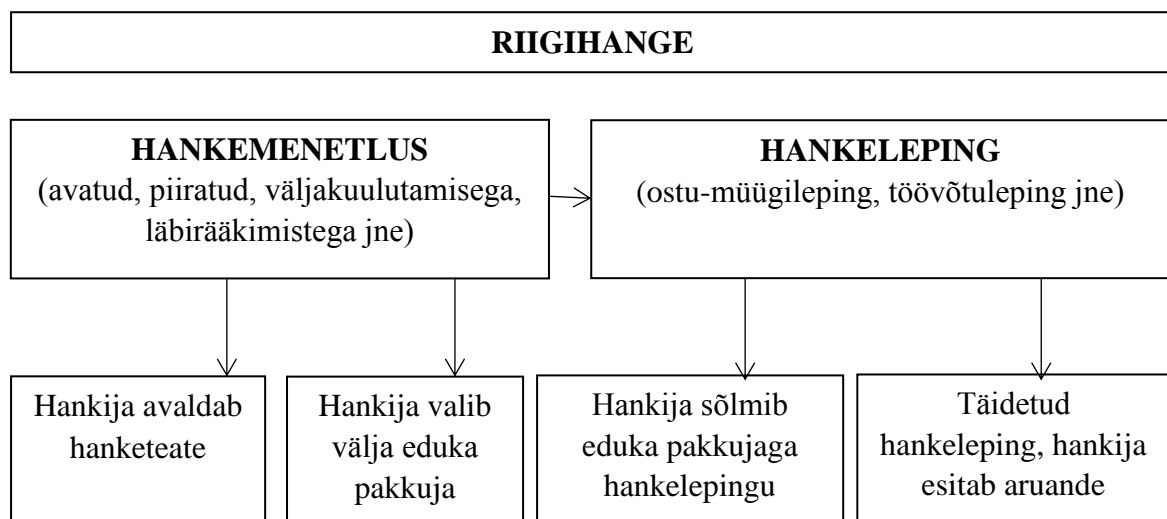 RIIGIHANGE
HANKEMENETLUS
(avatud, piiratud, väljakuulutamisega,
läbirääkimistega jne)
HANKELEPING
(ostu-müügileping, töövõtuleping jne)
Hankija avaldab
hanketeate
Hankija valib
välja eduka
pakkuja
Hankija sõlmib
eduka pakkujaga
hankelepingu
Täidetud
hankeleping, hankija
esitab aruande